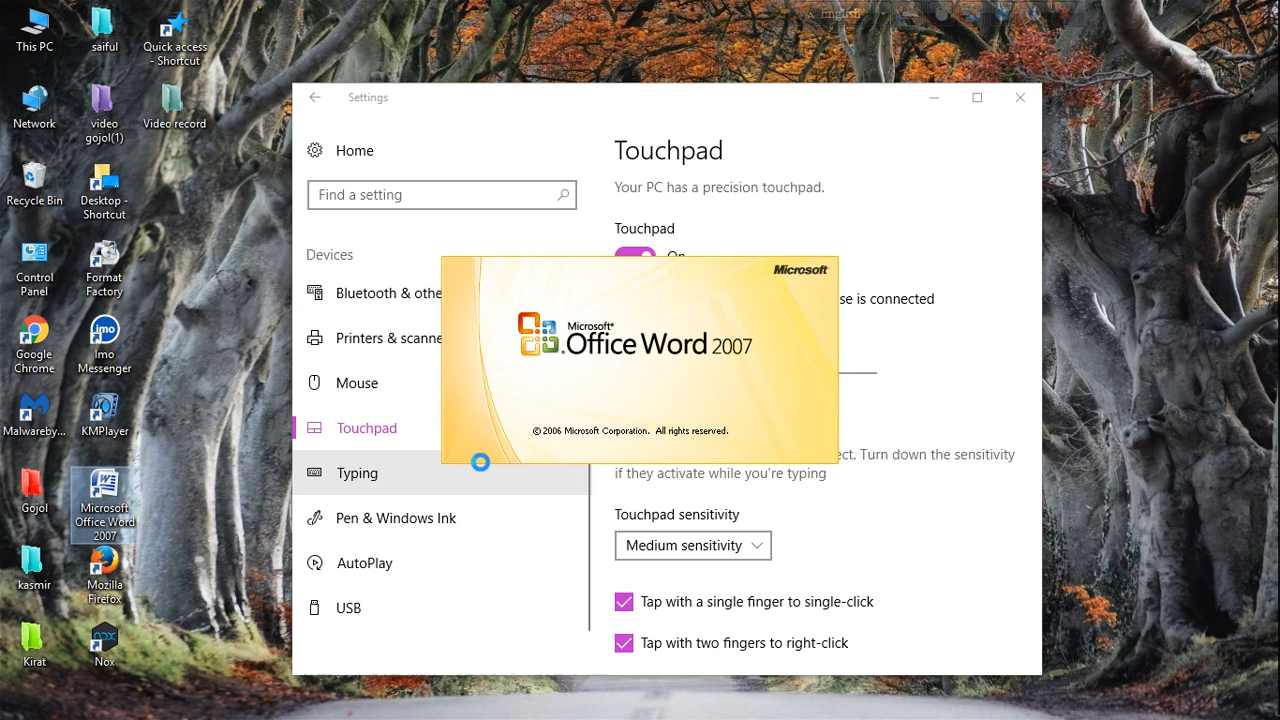 This PC
saiful
Quick access
- Shortcut
Network
video
gojol(1)
Video record
Recycle Bin
Desktop -
Shortcut
Control
Panel
Format
Factory
Google
Chrome
imo
Imo
Messenger
Malwareby...
KMPlayer
Gojol
Microsoft
Office Word
2007
kasmir
Mozilla
Firefox
Kirat
nox
Nox
English
Settings
Home
Find a setting
Devices
Bluetooth & othe
Printers & scanne
Mouse
Touchpad
Typing
Pen & Windows Ink
AutoPlay
USB
Touchpad
Your PC has a precision touchpad.
Touchpad
On
se is connected
Microsoft
Microsoft®
Office Word 2007
© 2006 Microsoft Corporation. All rights reserved.
ect. Turn down the sensitivity
if they activate while you're typing
Touchpad sensitivity
Medium sensitivity
Tap with a single finger to single-click
Tap with two fingers to right-click